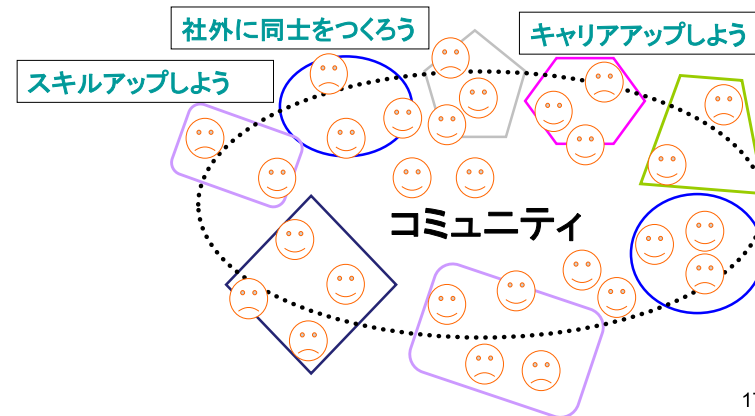 社外に同士をつくろう
キャリアアップしよう
スキルアップしよう
コミュニティ
17